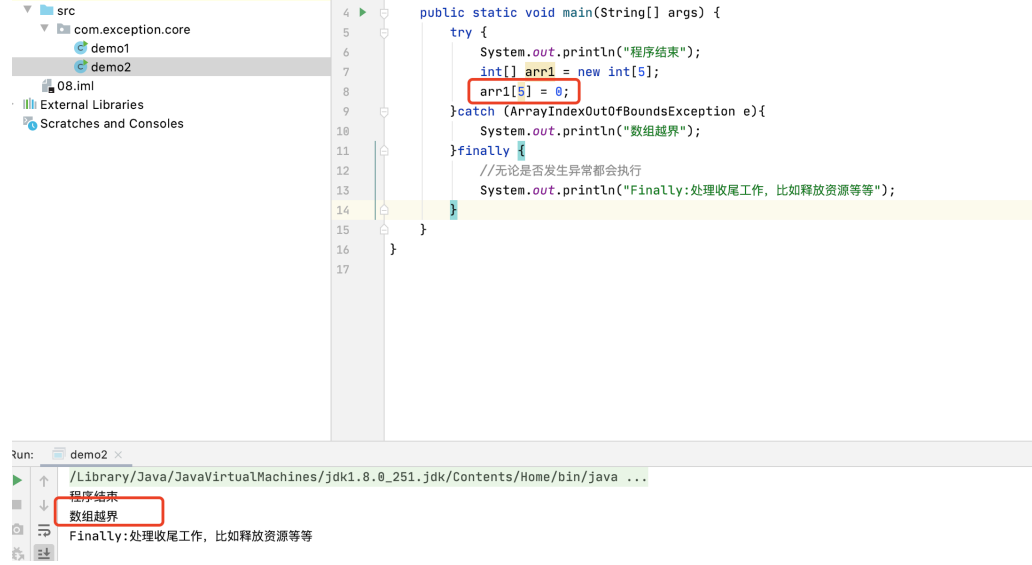 src
com.exception.core
demo1
demo2
08.iml
External Libraries
Scratches and Consoles
4 public static void main(String[] args) {
5 try {
6 System.out.println("程序结束");
7 int[] arr1 = new int[5];
8 arr1[5] = 0;
9 }catch (ArrayIndexOutOfBoundsException e){
10 System.out.println("数组越界");
11 }finally {
12 //无论是否发生异常都会执行
13 System.out.println("Finally:处理收尾工作，比如释放资源等等");
14 }
15 }
16 }
17
Run: demo2
/Library/Java/JavaVirtualMachines/jdk1.8.0_251.jdk/Contents/Home/bin/java ...
程序结束
数组越界
Finally:处理收尾工作，比如释放资源等等